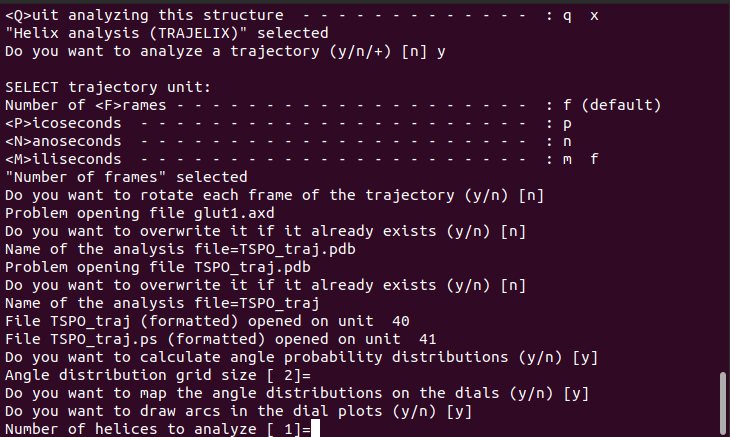 <Q>uit analyzing this structure - - - - - - - - - - - - - : q x
"Helix analysis (TRAJELIX)" selected
Do you want to analyze a trajectory (y/n/+) [n] y
SELECT trajectory unit:
Number of <F>rames - - - - - - - - - - - - - - - - - - - - : f (default)
<P>icoseconds - - - - - - - - - - - - - - - - - - - - - - : p
<N>anoseconds - - - - - - - - - - - - - - - - - - - - - - : n
<M>iliseconds - - - - - - - - - - - - - - - - - - - - - - : m f
"Number of frames" selected
Do you want to rotate each frame of the trajectory (y/n) [n]
Problem opening file glut1.axd
Do you want to overwrite it if it already exists (y/n) [n]
Name of the analysis file=TSPO_traj.pdb
Problem opening file TSPO_traj.pdb
Do you want to overwrite it if it already exists (y/n) [n]
Name of the analysis file=TSPO_traj
File TSPO_traj (formatted) opened on unit 40
File TSPO_traj.ps (formatted) opened on unit 41
Do you want to calculate angle probability distributions (y/n) [y]
Angle distribution grid size [ 2]=
Do you want to map the angle distributions on the dials (y/n) [y]
Do you want to draw arcs in the dial plots (y/n) [y]
Number of helices to analyze [ 1]=